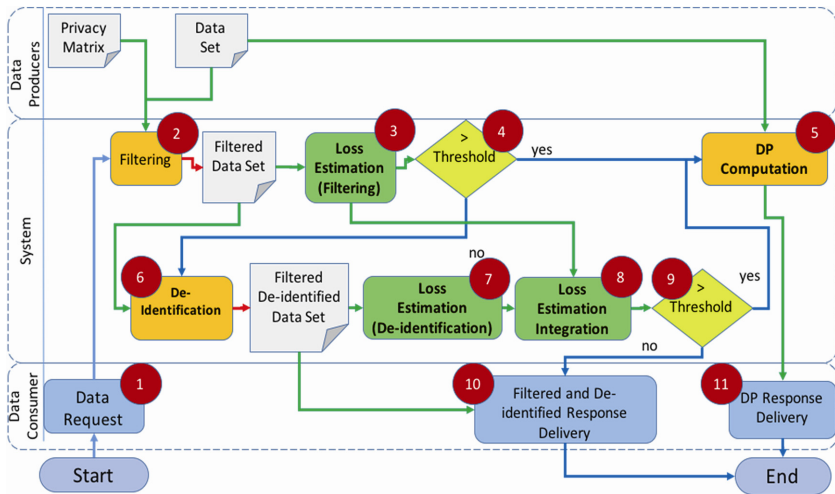 Data
Producers
Privacy
Matrix
Data
Set
System
2
Filtering
Filtered
Data Set
3
Loss
Estimation
(Filtering)
4
>
Threshold
yes
5
DP
Computation
6
De-
Identification
Filtered
De-identified
Data Set
no
7
Loss
Estimation
(De-identification)
8
Loss
Estimation
Integration
9
>
Threshold
yes
no
Data
Consumer
1
Data
Request
10
Filtered and De-
identified Response
Delivery
11
DP Response
Delivery
Start
End